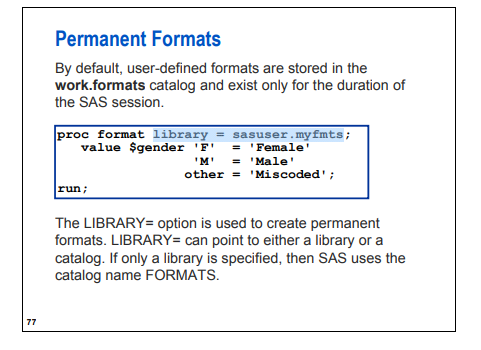 Permanent Formats
By default, user-defined formats are stored in the
work.formats catalog and exist only for the duration of
the SAS session.
proc format library = sasuser.myfmts;
   value $gender 'F'  = 'Female'
                 'M'  = 'Male'
                other = 'Miscoded';
run;
The LIBRARY= option is used to create permanent
formats. LIBRARY= can point to either a library or a
catalog. If only a library is specified, then SAS uses the
catalog name FORMATS.
77